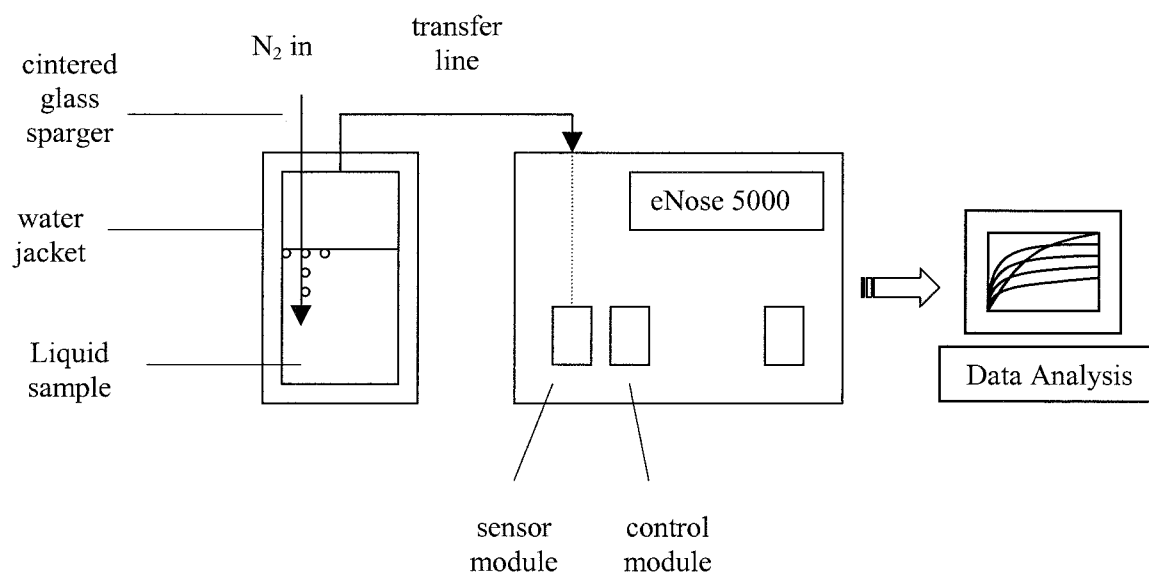 transfer
line
N₂ in
cintered
glass
sparger
eNose 5000
water
jacket
Liquid
sample
Data Analysis
sensor
module
control
module